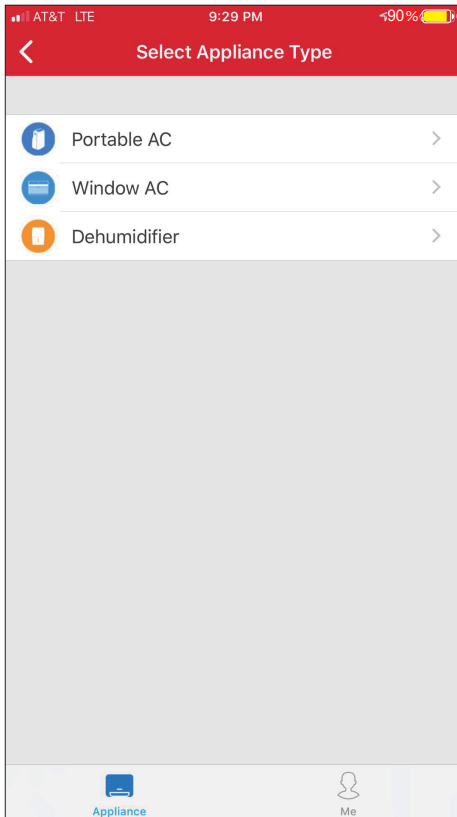 AT&T LTE 9:29 PM 90%
Select Appliance Type
Portable AC
Window AC
Dehumidifier
Appliance Me